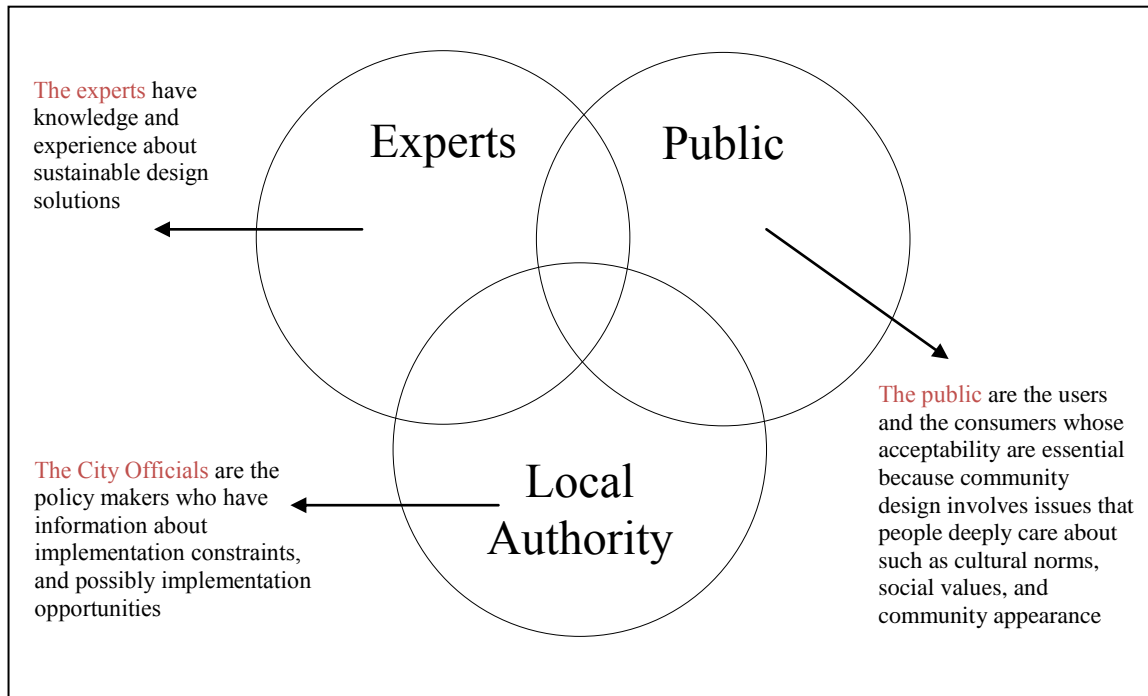 The experts have
knowledge and
experience about
sustainable design
solutions
Experts
Public
The public are the users
and the consumers whose
acceptability are essential
because community
design involves issues that
people deeply care about
such as cultural norms,
social values, and
community appearance
The City Officials are the
policy makers who have
information about
implementation constraints,
and possibly implementation
opportunities
Local
Authority